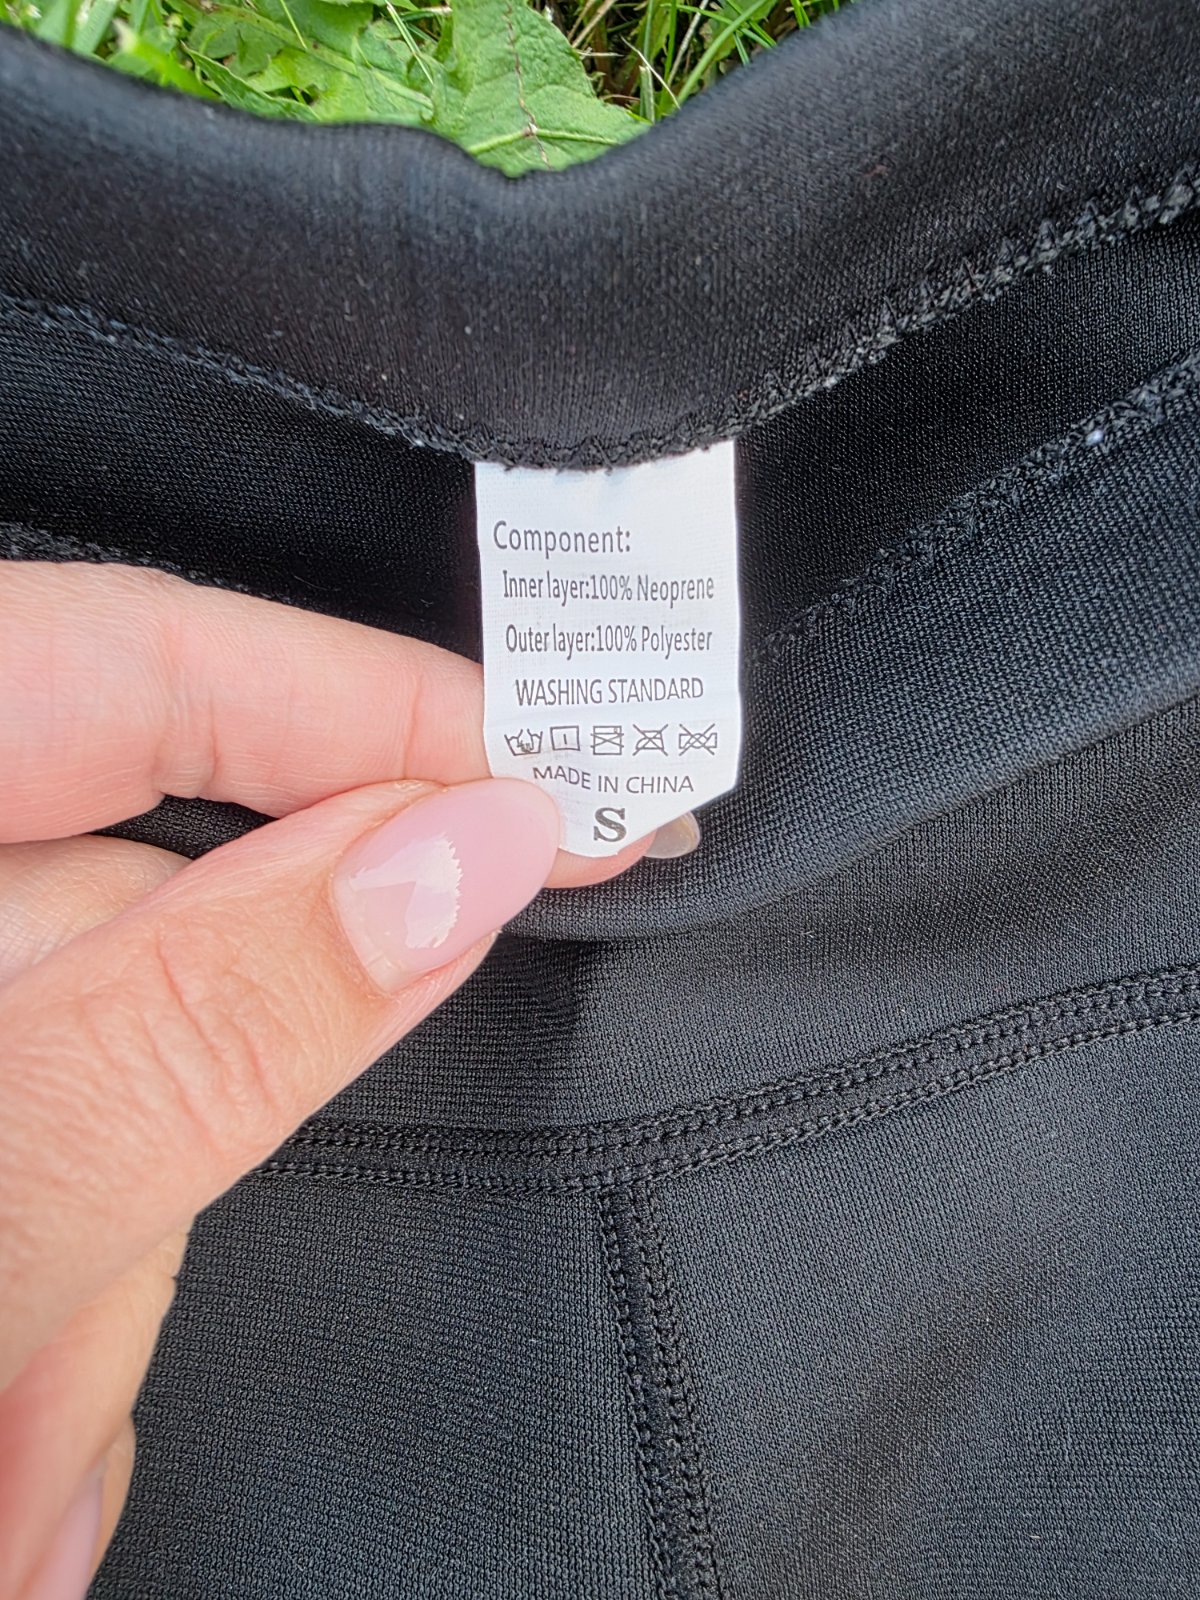 Component:
Inner layer:100% Neoprene
Outer layer:100% Polyester
WASHING STANDARD
MADE IN CHINA
S